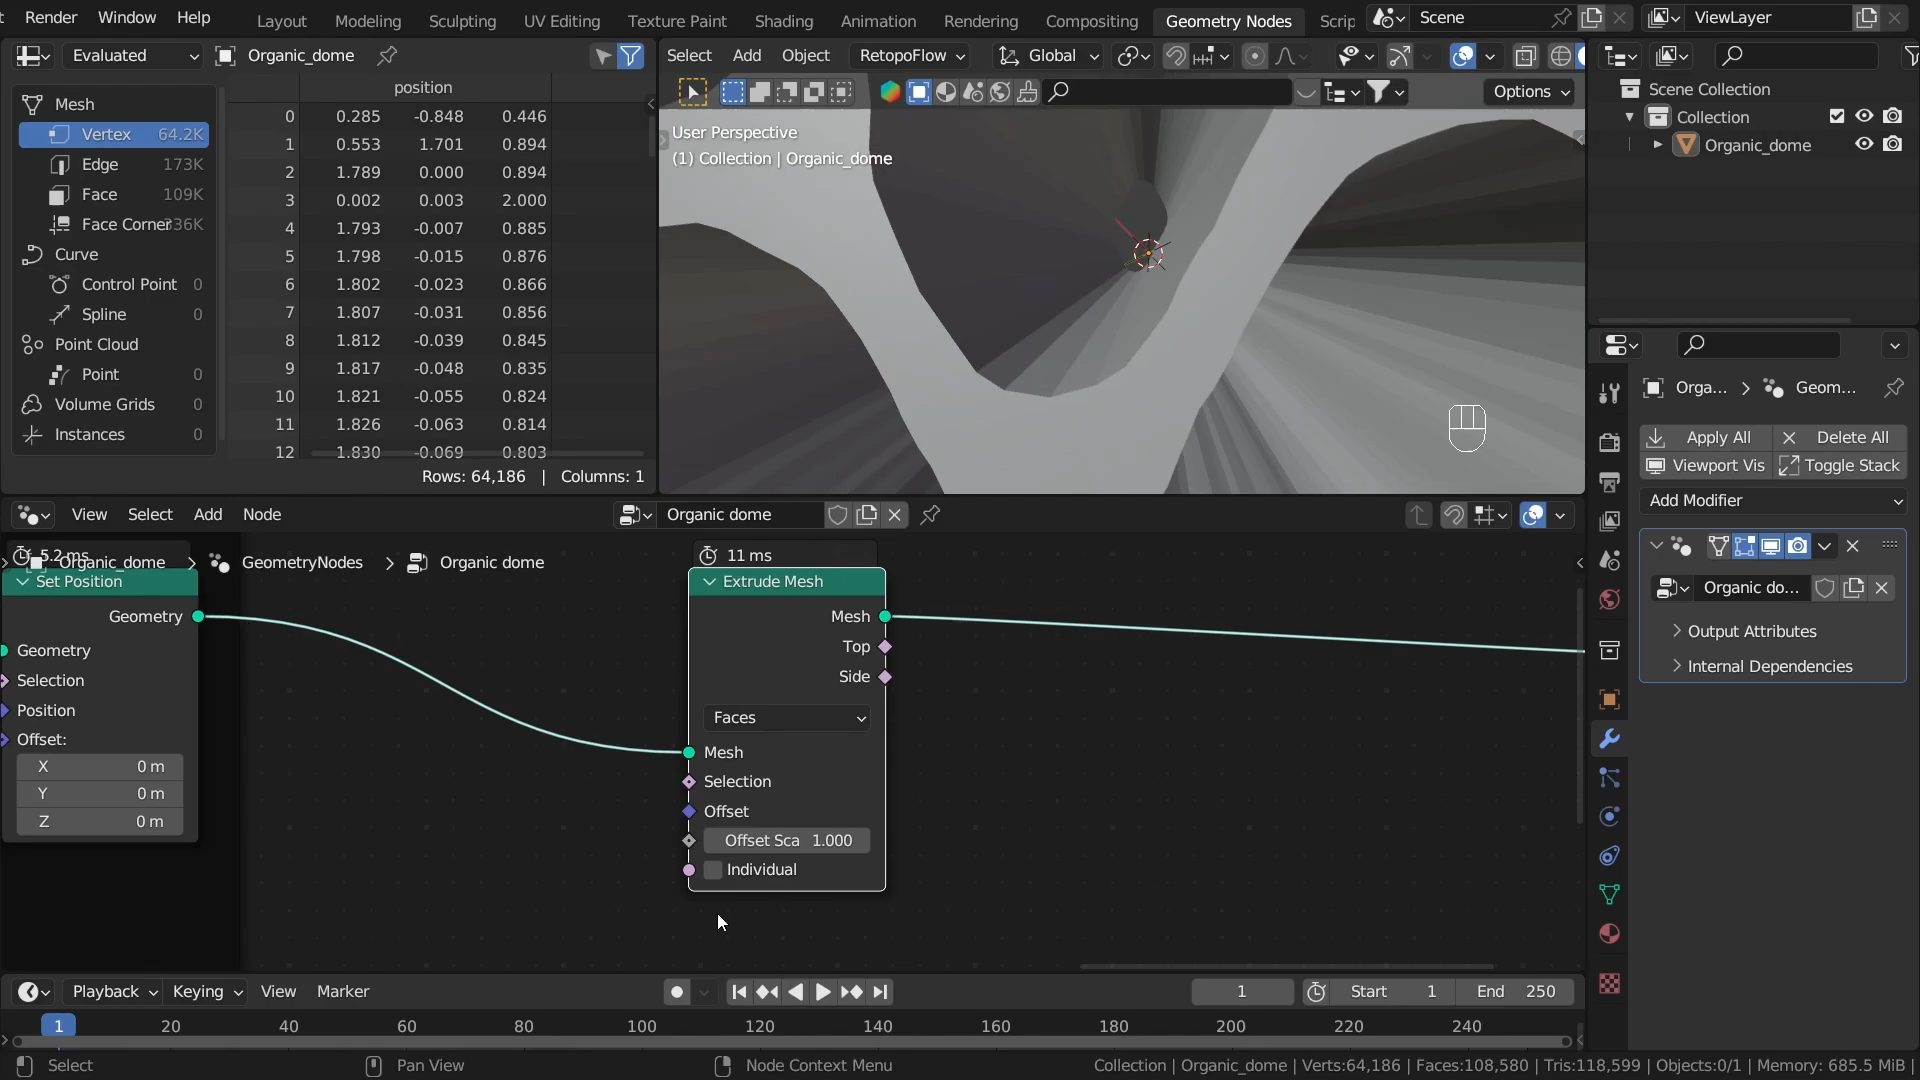 Render Window Help Layout Modeling Sculpting UV Editing Texture Paint Shading Animation Rendering Compositing Geometry Nodes Scrip Scene ViewLayer
Evaluated Organic_dome
Select Add Object RetopoFlow Global
position
Options
Mesh
Vertex 64.2K
Edge 173K
Face 109K
Face Corner 336K
Curve
Control Point 0
Spline 0
Point Cloud
Point 0
Volume Grids 0
Instances 0
0 0.285 -0.848 0.446
1 0.553 1.701 0.894
2 1.789 0.000 0.894
3 0.002 0.003 2.000
4 1.793 -0.007 0.885
5 1.798 -0.015 0.876
6 1.802 -0.023 0.866
7 1.807 -0.031 0.856
8 1.812 -0.039 0.845
9 1.817 -0.048 0.835
10 1.821 -0.055 0.824
11 1.826 -0.063 0.814
12 1.830 -0.069 0.803
Rows: 64,186 | Columns: 1
User Perspective
(1) Collection | Organic_dome
Scene Collection
Collection
Organic_dome
Orga... Geom...
Apply All Delete All
Viewport Vis Toggle Stack
Add Modifier
Organic do...
Output Attributes
Internal Dependencies
View Select Add Node Organic dome
5.2 ms
Organic_dome GeometryNodes Organic dome
Set Position
Geometry
Geometry
Selection
Position
Offset:
X 0 m
Y 0 m
Z 0 m
11 ms
Extrude Mesh
Mesh
Top
Side
Faces
Mesh
Selection
Offset
Offset Sca 1.000
Individual
Playback Keying View Marker 1 Start 1 End 250
1 20 40 60 80 100 120 140 160 180 200 220 240
Select Pan View Node Context Menu Collection | Organic_dome | Verts:64,186 | Faces:108,580 | Tris:118,599 | Objects:0/1 | Memory: 685.5 MiB |